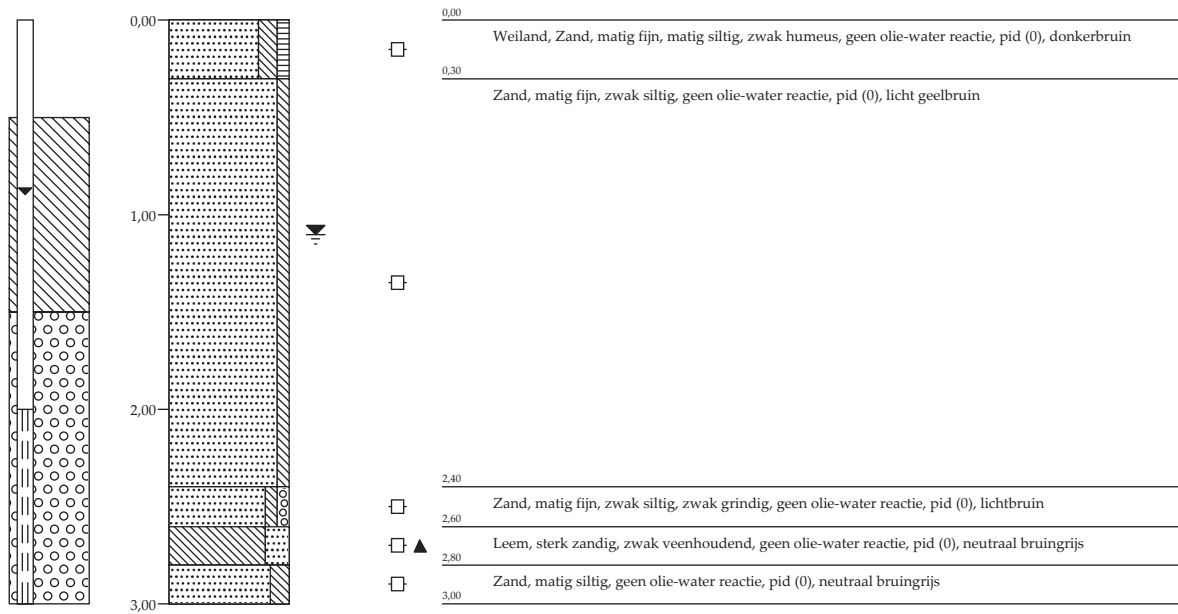 0,00
1,00
2,00
3,00
0,00
Weiland, Zand, matig fijn, matig siltig, zwak humeus, geen olie-water reactie, pid (0), donkerbruin
0,30
Zand, matig fijn, zwak siltig, geen olie-water reactie, pid (0), licht geelbruin
2,40
Zand, matig fijn, zwak siltig, zwak grindig, geen olie-water reactie, pid (0), lichtbruin
2,60
Leem, sterk zandig, zwak veenhoudend, geen olie-water reactie, pid (0), neutraal bruingrijs
2,80
Zand, matig siltig, geen olie-water reactie, pid (0), neutraal bruingrijs
3,00